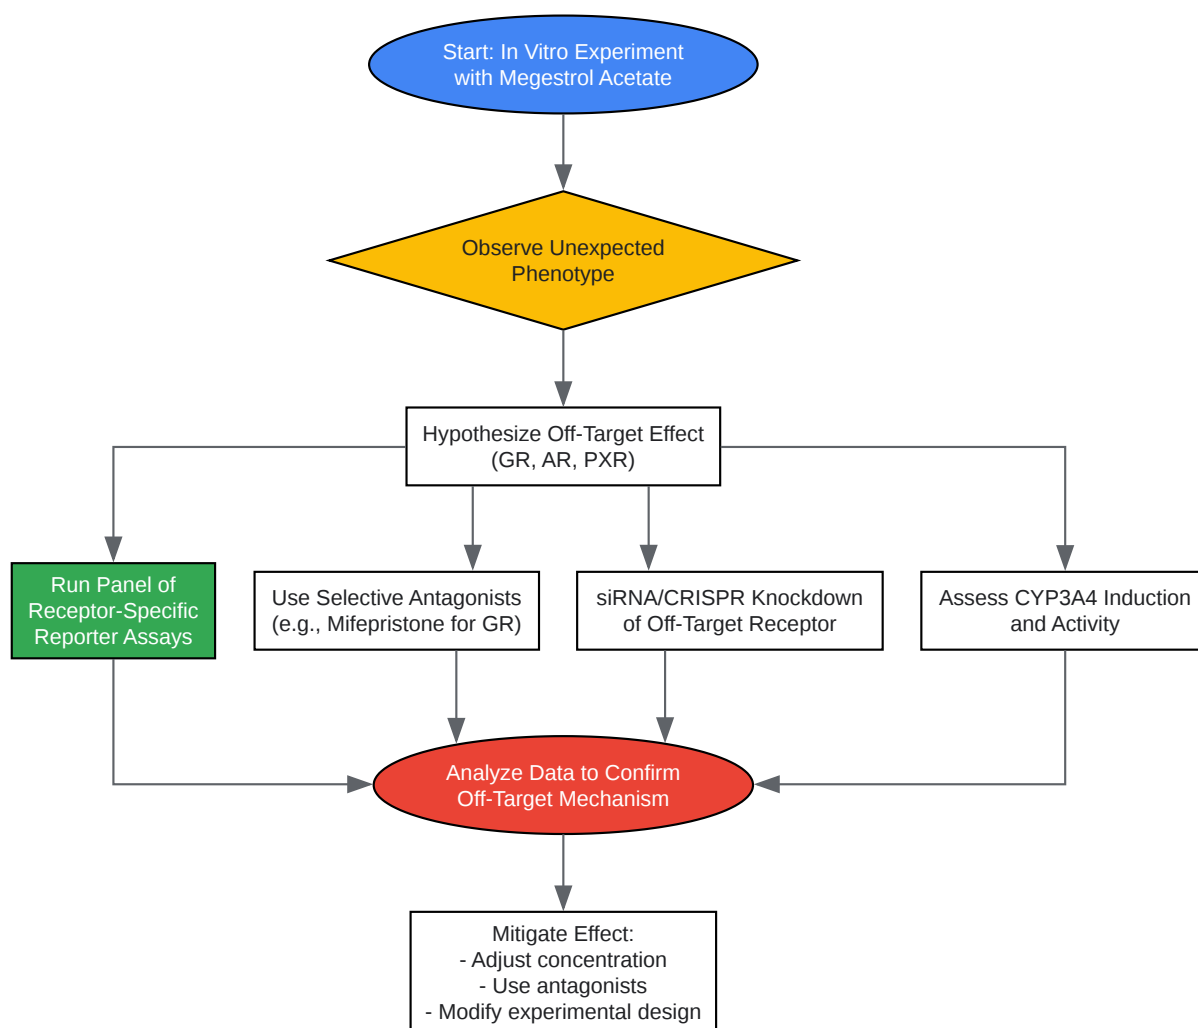 Start: In Vitro Experiment
with Megestrol Acetate
Observe Unexpected
Phenotype
Hypothesize Off-Target Effect
(GR, AR, PXR)
Run Panel of
Receptor-Specific
Reporter Assays
Use Selective Antagonists
(e.g., Mifepristone for GR)
siRNA/CRISPR Knockdown
of Off-Target Receptor
Assess CYP3A4 Induction
and Activity
Analyze Data to Confirm
Off-Target Mechanism
Mitigate Effect:
- Adjust concentration
- Use antagonists
- Modify experimental design